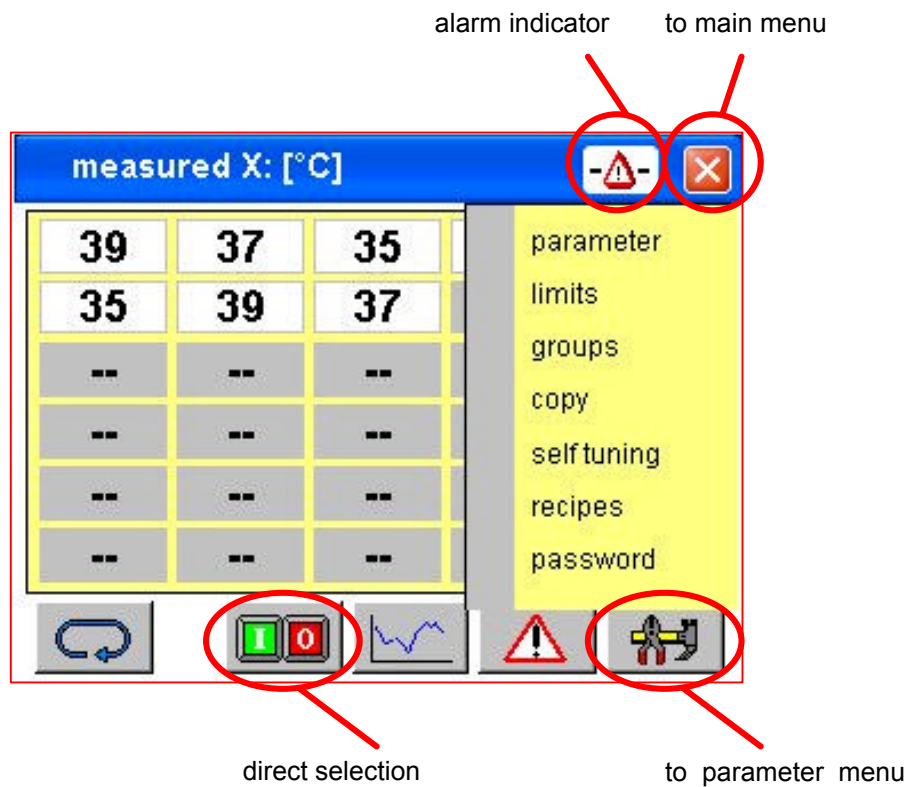 alarm indicator to main menu
measured X: [°C] -⚠-
39 37 35
35 39 37
-- -- --
-- -- --
-- -- --
-- -- --
parameter
limits
groups
copy
self tuning
recipes
password
I O
direct selection
to parameter menu